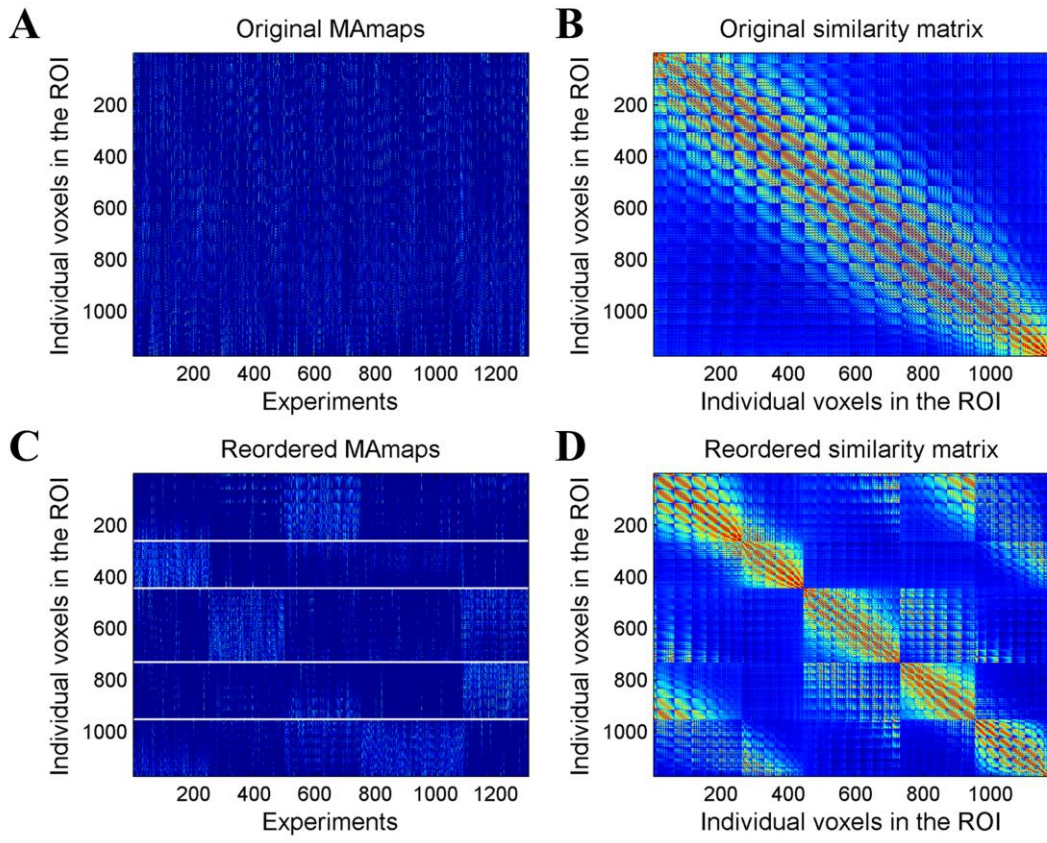 A
Original MAmaps
Individual voxels in the ROI
200
400
600
800
1000
200 400 600 800 1000 1200
Experiments
B
Original similarity matrix
Individual voxels in the ROI
200
400
600
800
1000
200 400 600 800 1000
Individual voxels in the ROI
C
Reordered MAmaps
Individual voxels in the ROI
200
400
600
800
1000
200 400 600 800 1000 1200
Experiments
D
Reordered similarity matrix
Individual voxels in the ROI
200
400
600
800
1000
200 400 600 800 1000
Individual voxels in the ROI